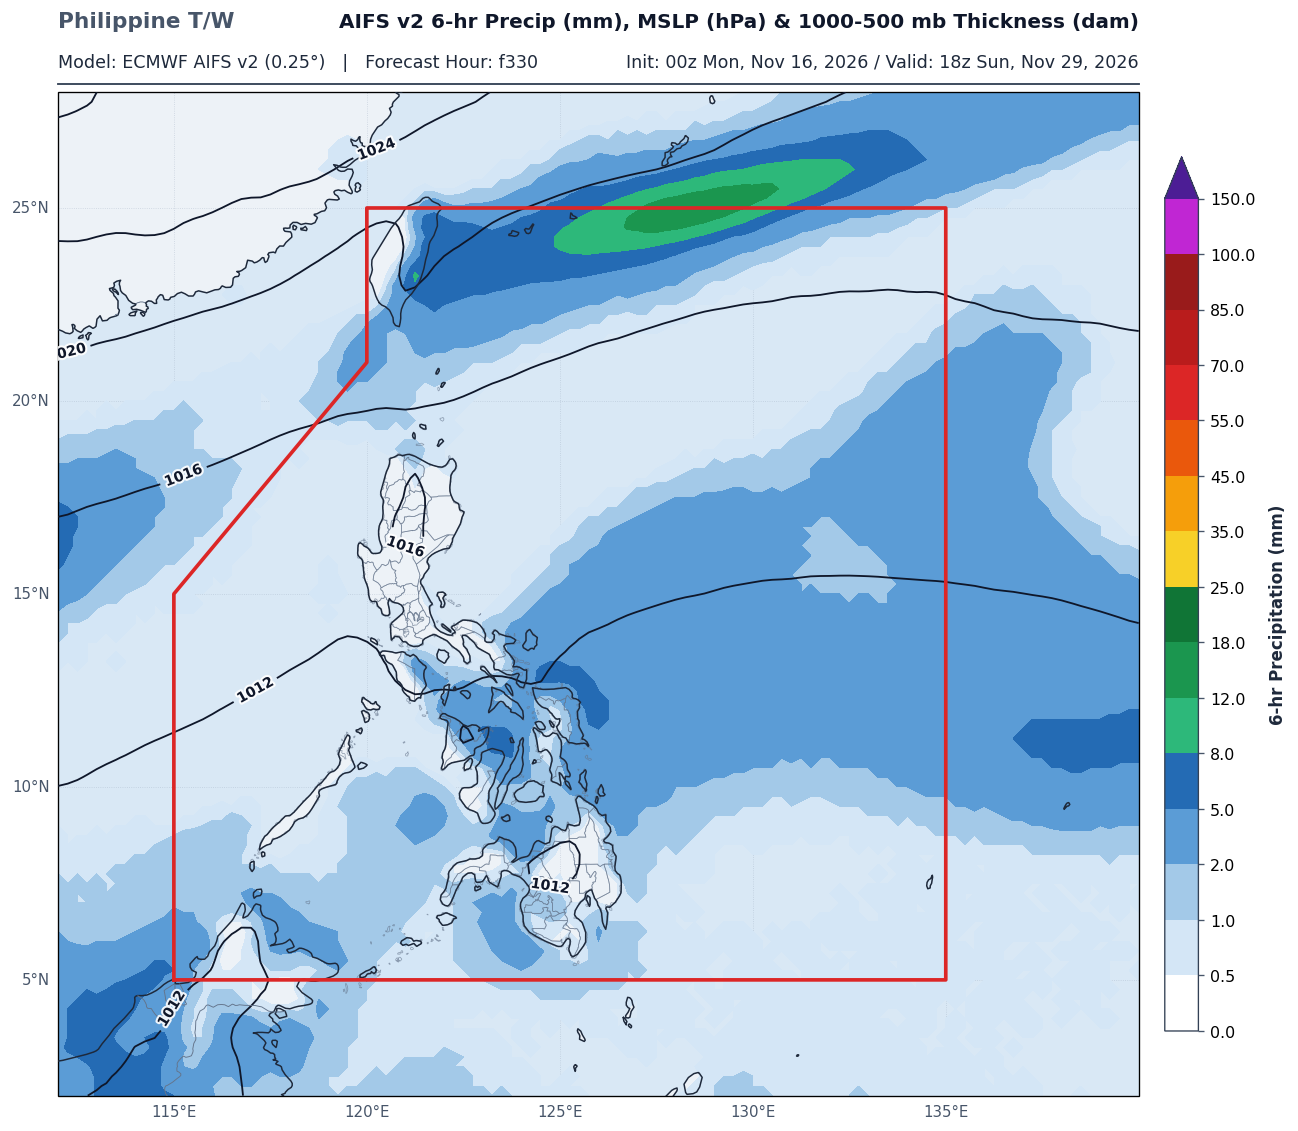 Philippine T/W
AIFS v2 6-hr Precip (mm), MSLP (hPa) & 1000-500 mb Thickness (dam)
Model: ECMWF AIFS v2 (0.25°) | Forecast Hour: f330
Init: 00z Mon, Nov 16, 2026 / Valid: 18z Sun, Nov 29, 2026
1024
020
1016
1016
1012
1012
1012
25°N
20°N
15°N
10°N
5°N
115°E
120°E
125°E
130°E
135°E
150.0
100.0
85.0
70.0
55.0
45.0
35.0
25.0
18.0
12.0
8.0
5.0
2.0
1.0
0.5
0.0
6-hr Precipitation (mm)